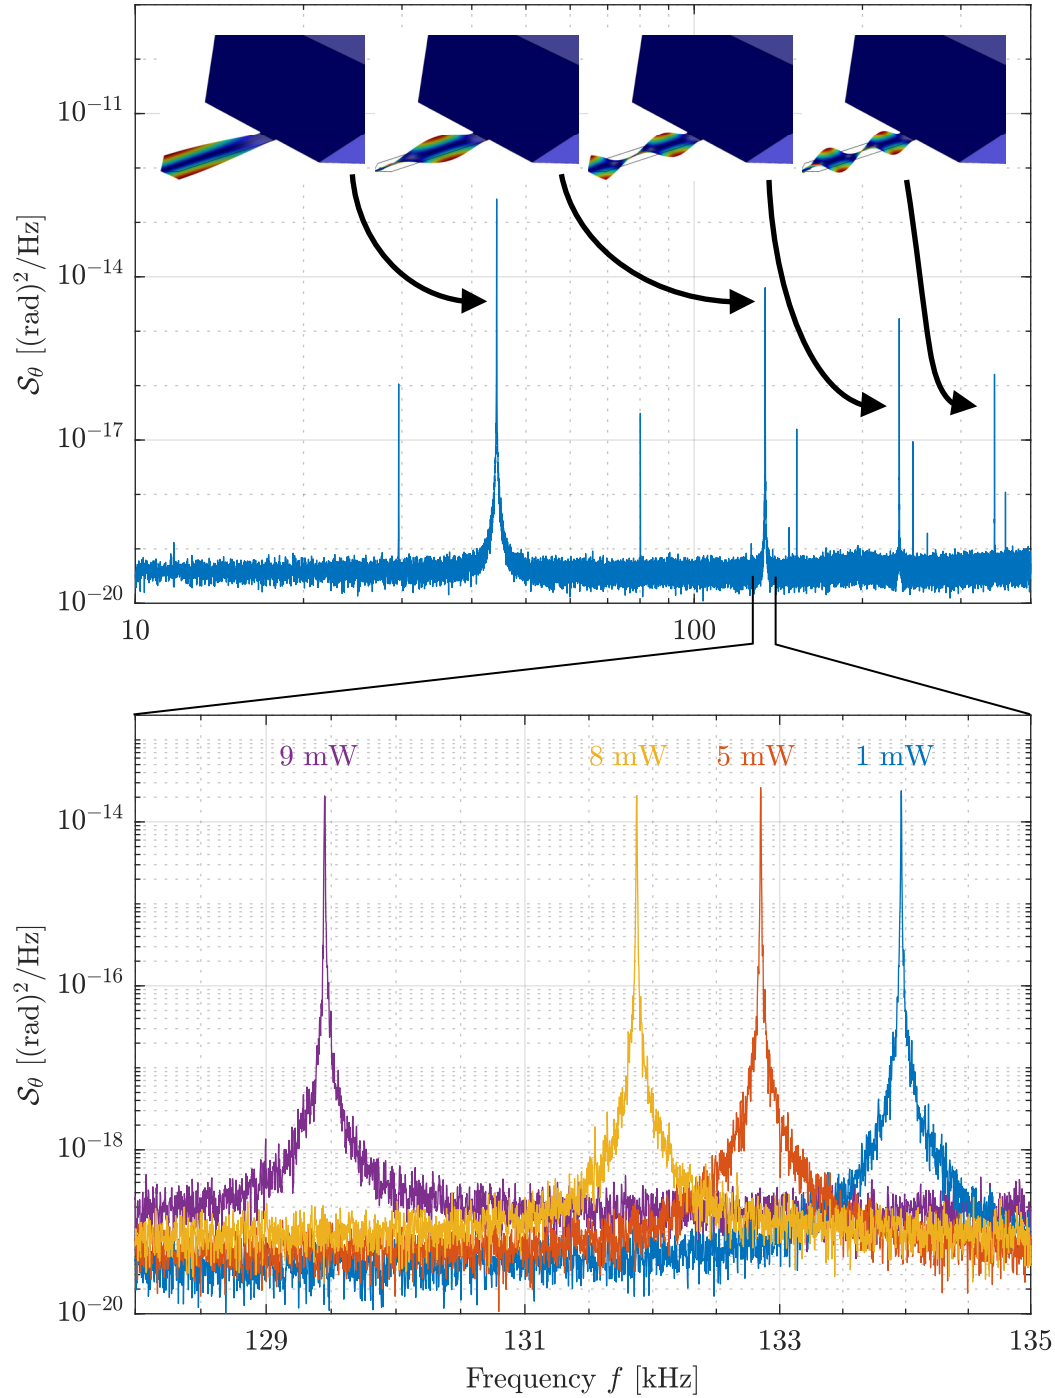 10⁻¹¹
10⁻¹⁴
10⁻¹⁷
10⁻²⁰
𝒮_θ [(rad)²/Hz]
10
100
9 mW
8 mW
5 mW
1 mW
10⁻¹⁴
10⁻¹⁶
10⁻¹⁸
10⁻²⁰
𝒮_θ [(rad)²/Hz]
129
131
133
135
Frequency f [kHz]